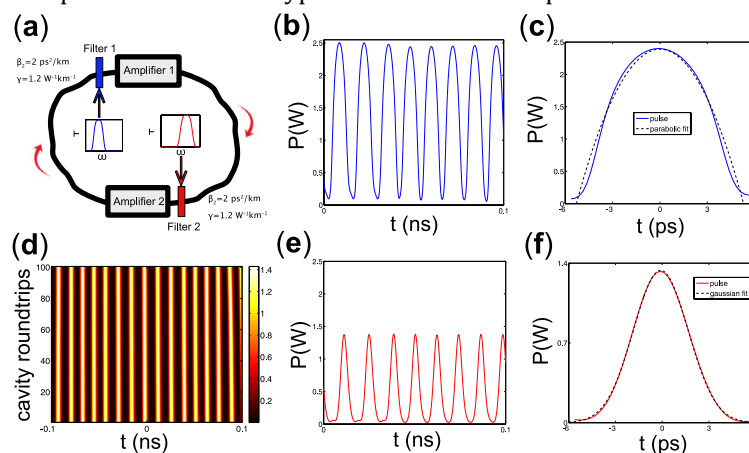 (a)
Filter 1
Amplifier 1
β₂=2 ps²/km
γ=1.2 W⁻¹km⁻¹
T
ω
T
ω
Amplifier 2
Filter 2
β₂=2 ps²/km
γ=1.2 W⁻¹km⁻¹
(b)
P(W)
2.5
2
1.5
1
0.5
0
0
0.1
t (ns)
(c)
P(W)
2.5
2
1.5
1
0.5
0
-6
-3
0
3
t (ps)
pulse
parabolic fit
(d)
cavity roundtrips
100
80
60
40
20
-0.1
0
0.1
t (ns)
1.4
1.2
1
0.8
0.6
0.4
0.2
(e)
P(W)
2.5
2
1.5
1
0.5
0
0
0.1
t (ns)
(f)
P(W)
1.4
0.7
0
-6
-3
0
3
t (ps)
pulse
gaussian fit